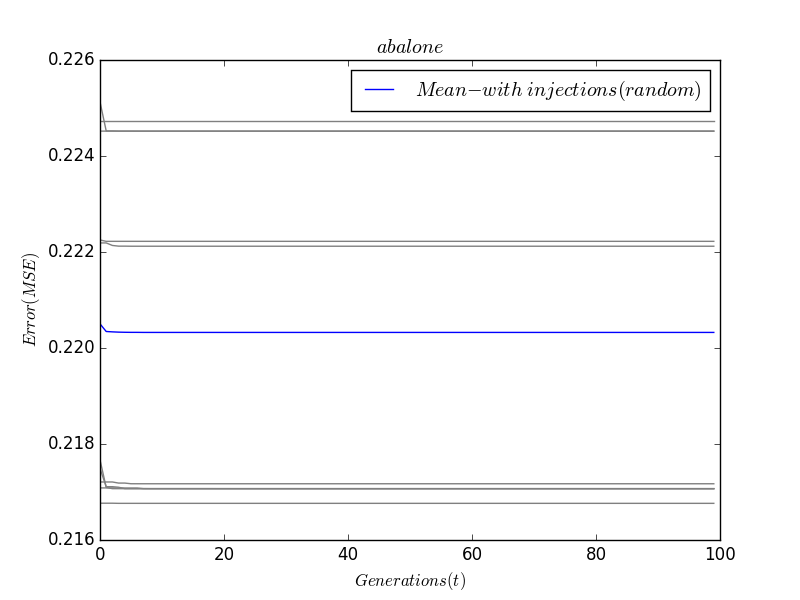 abalone
Mean−with injections(random)
0.226
0.224
0.222
0.220
0.218
0.216
Error(MSE)
0 20 40 60 80 100
Generations(t)